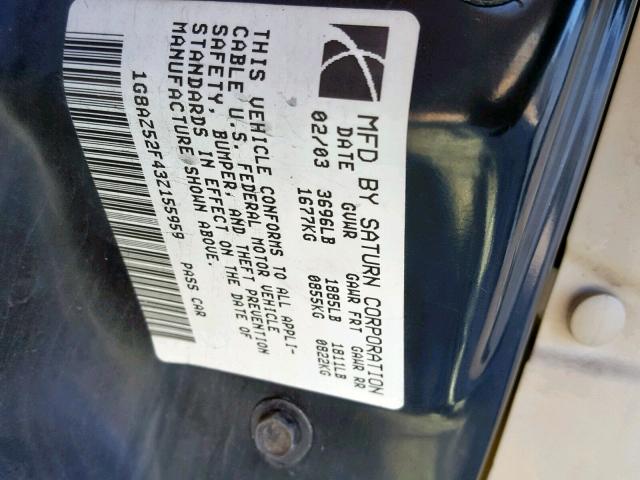 MFD BY SATURN CORPORATION
DATE GVWR GAWR FRT GAWR RR
02/03 3696LB 1885LB 1811LB
1677KG 0855KG 0822KG
THIS VEHICLE CONFORMS TO ALL APPLI-
CABLE U.S. FEDERAL MOTOR VEHICLE
SAFETY, BUMPER, AND THEFT PREVENTION
STANDARDS IN EFFECT ON THE DATE OF
MANUFACTURE SHOWN ABOVE.
1G8AZ52F43Z155959 PASS CAR